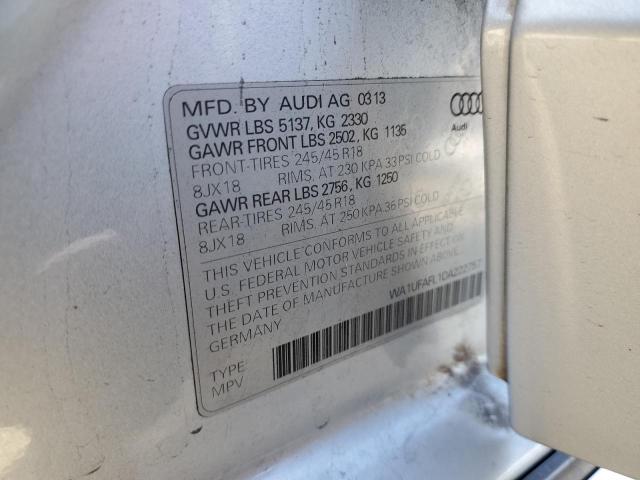 MFD. BY AUDI AG 03 13
GVWR LBS 5137, KG 2330
GAWR FRONT LBS 2502, KG 1135
FRONT-TIRES 245/45 R18
8JX18 RIMS. AT 230 KPA 33 PSI COLD
GAWR REAR LBS 2756, KG 1250
REAR-TIRES 245/45 R18
8JX18 RIMS. AT 250 KPA 36 PSI COLD
THIS VEHICLE CONFORMS TO ALL APPLICABLE
U.S. FEDERAL MOTOR VEHICLE SAFETY AND
THEFT PREVENTION STANDARDS IN EFFECT ON
THE DATE OF MANUFACTURE SHOWN ABOVE.
GERMANY
WA1UFAFL1DA222757
TYPE
MPV
Audi